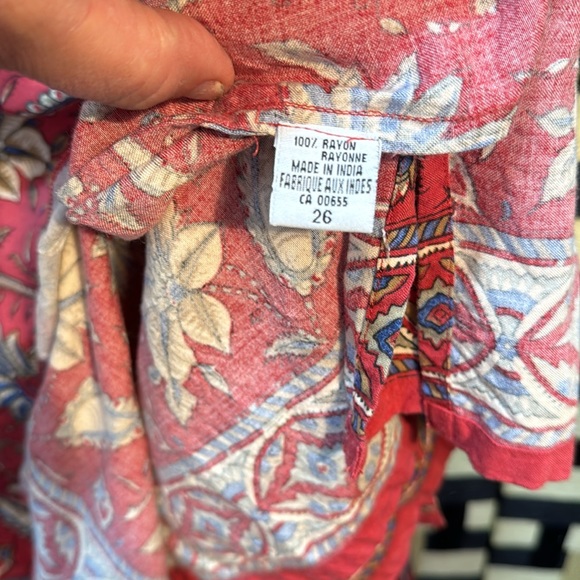 100% RAYON
RAYONNE
MADE IN INDIA
FABRIQUE AUX INDES
CA 00655
26